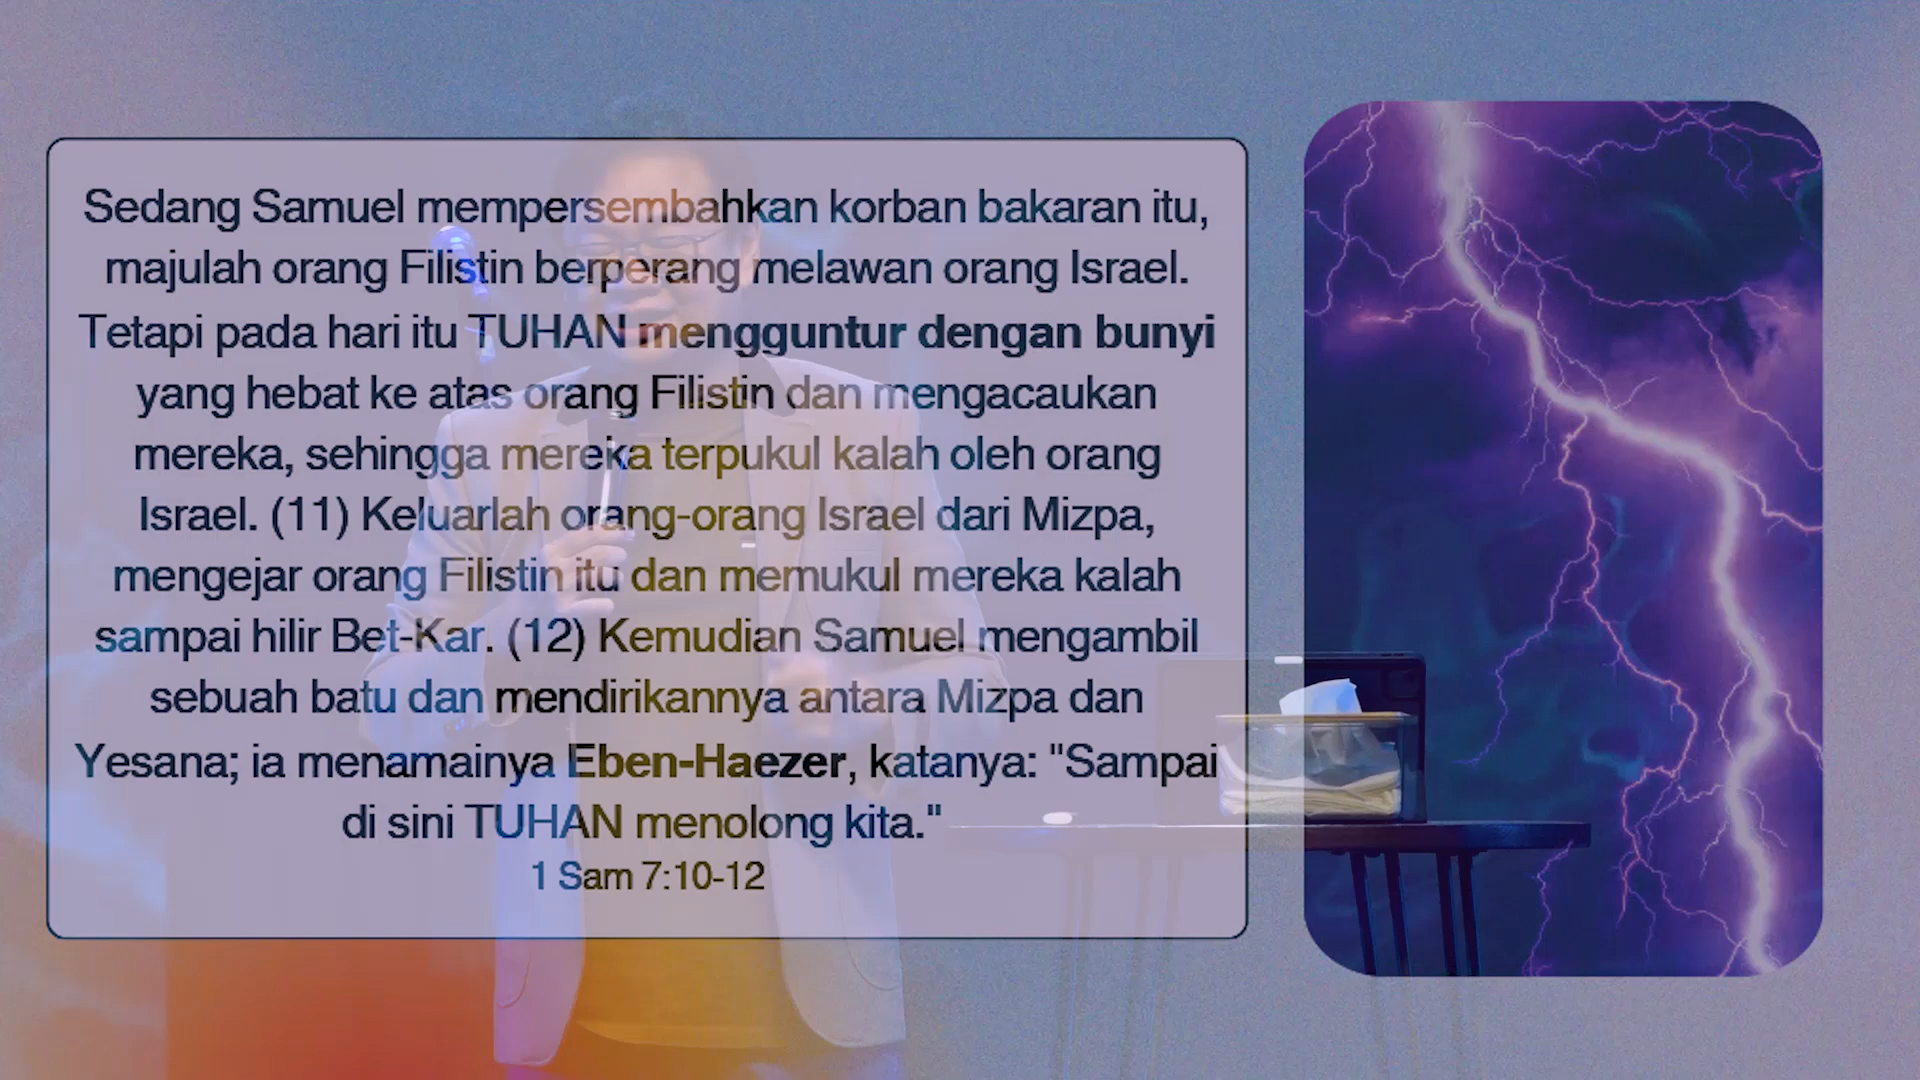 Sedang Samuel mempersembahkan korban bakaran itu,
majulah orang Filistin berperang melawan orang Israel.
Tetapi pada hari itu TUHAN mengguntur dengan bunyi
yang hebat ke atas orang Filistin dan mengacaukan
mereka, sehingga mereka terpukul kalah oleh orang
Israel. (11) Keluarlah orang-orang Israel dari Mizpa,
mengejar orang Filistin itu dan memukul mereka kalah
sampai hilir Bet-Kar. (12) Kemudian Samuel mengambil
sebuah batu dan mendirikannya antara Mizpa dan
Yesana; ia menamainya Eben-Haezer, katanya: "Sampai
di sini TUHAN menolong kita."
1 Sam 7:10-12